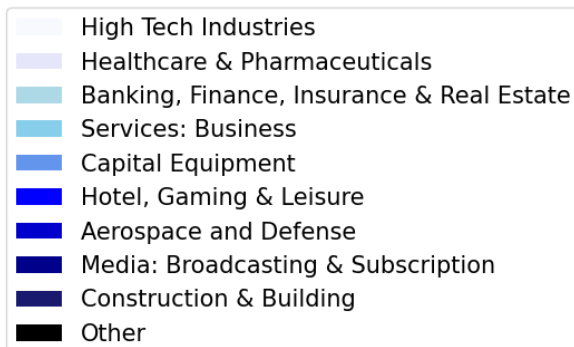 High Tech Industries
Healthcare & Pharmaceuticals
Banking, Finance, Insurance & Real Estate
Services: Business
Capital Equipment
Hotel, Gaming & Leisure
Aerospace and Defense
Media: Broadcasting & Subscription
Construction & Building
Other